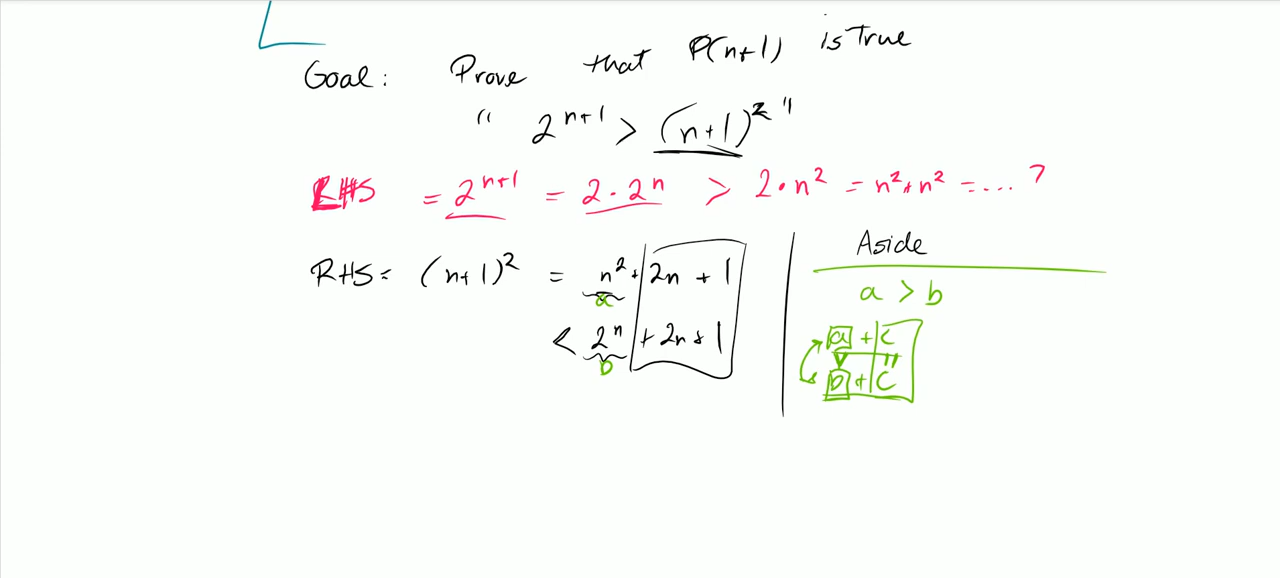 Goal: Prove that P(n+1) is True
" 2^{n+1} > (n+1)^2 "
LHS = 2^{n+1} = 2 · 2^n > 2 · n^2 = n^2 + n^2 = .... ?
RHS = (n+1)^2 = n^2 + 2n + 1
a
< 2^n + 2n + 1
b
Aside
a > b
a + C
V =
b + C